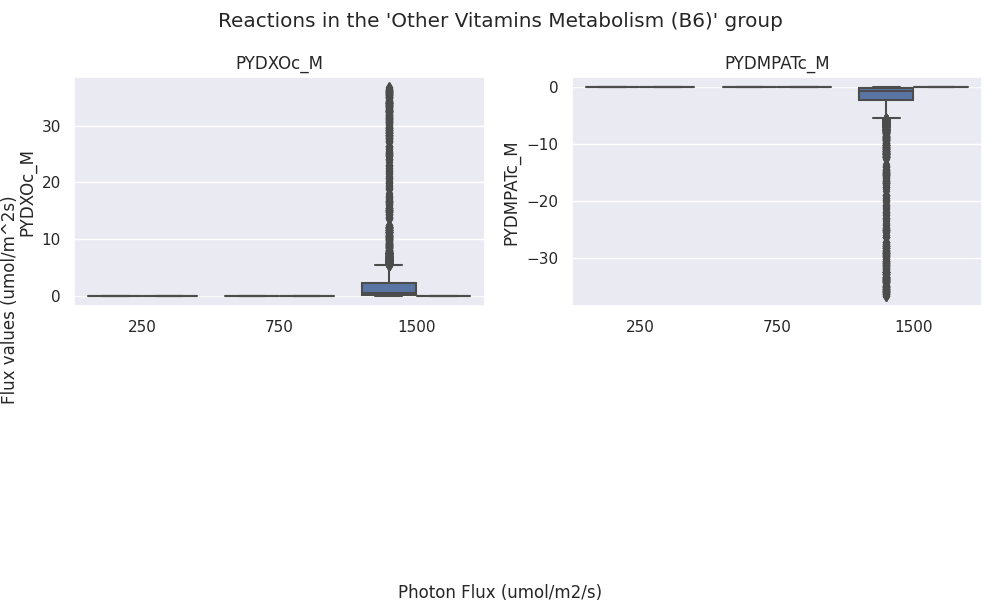 Reactions in the 'Other Vitamins Metabolism (B6)' group
PYDXOc_M
PYDXOc_M
30
20
10
0
250
750
1500
PYDMPATc_M
PYDMPATc_M
0
−10
−20
−30
250
750
1500
Flux values (umol/m^2s)
Photon Flux (umol/m2/s)